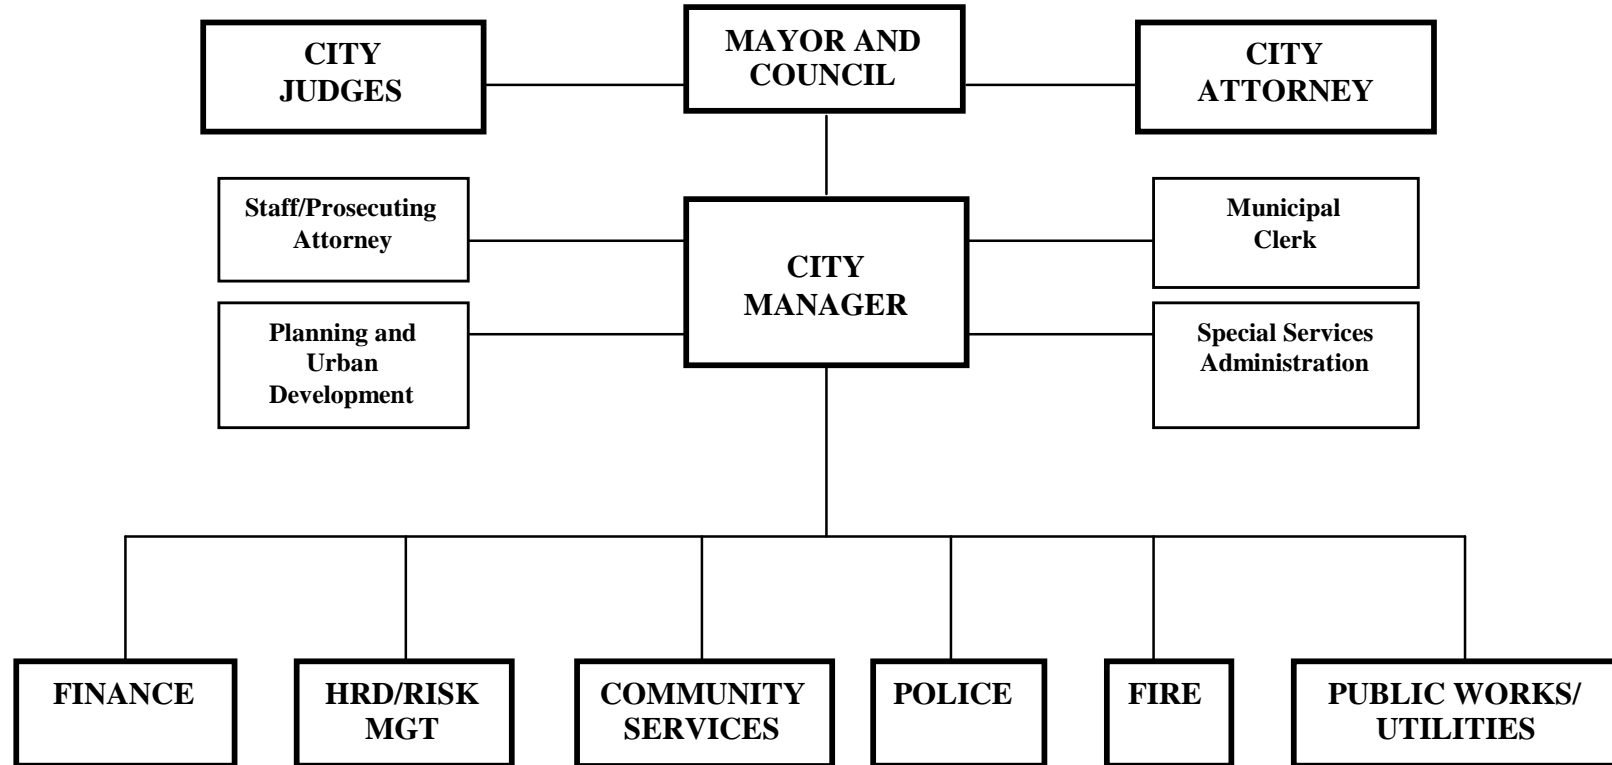 CITY
JUDGES
MAYOR AND
COUNCIL
CITY
ATTORNEY
Staff/Prosecuting
Attorney
Municipal
Clerk
CITY
MANAGER
Planning and
Urban
Development
Special Services
Administration
FINANCE
HRD/RISK
MGT
COMMUNITY
SERVICES
POLICE
FIRE
PUBLIC WORKS/
UTILITIES